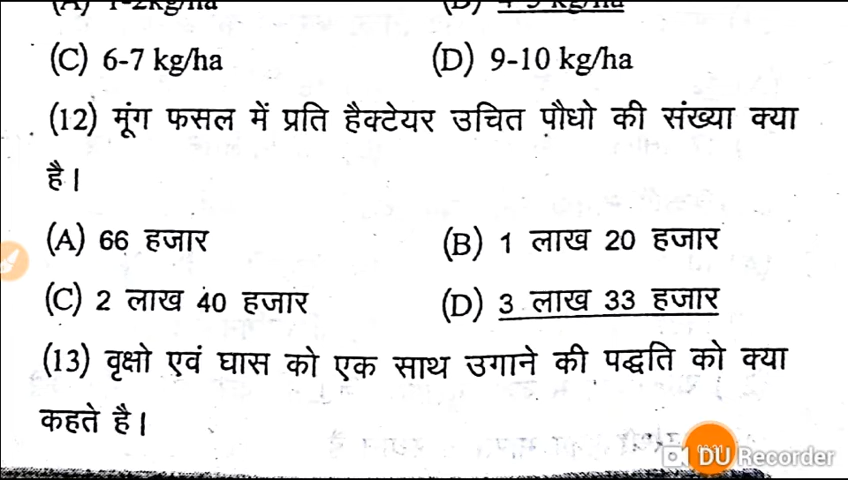 (C) 6-7 kg/ha (D) 9-10 kg/ha
(12) मूंग फसल में प्रति हैक्टेयर उचित पौधो की संख्या क्या
है।
(A) 66 हजार (B) 1 लाख 20 हजार
(C) 2 लाख 40 हजार (D) 3 लाख 33 हजार
(13) वृक्षो एवं घास को एक साथ उगाने की पद्धति को क्या
कहते है।
DU Recorder